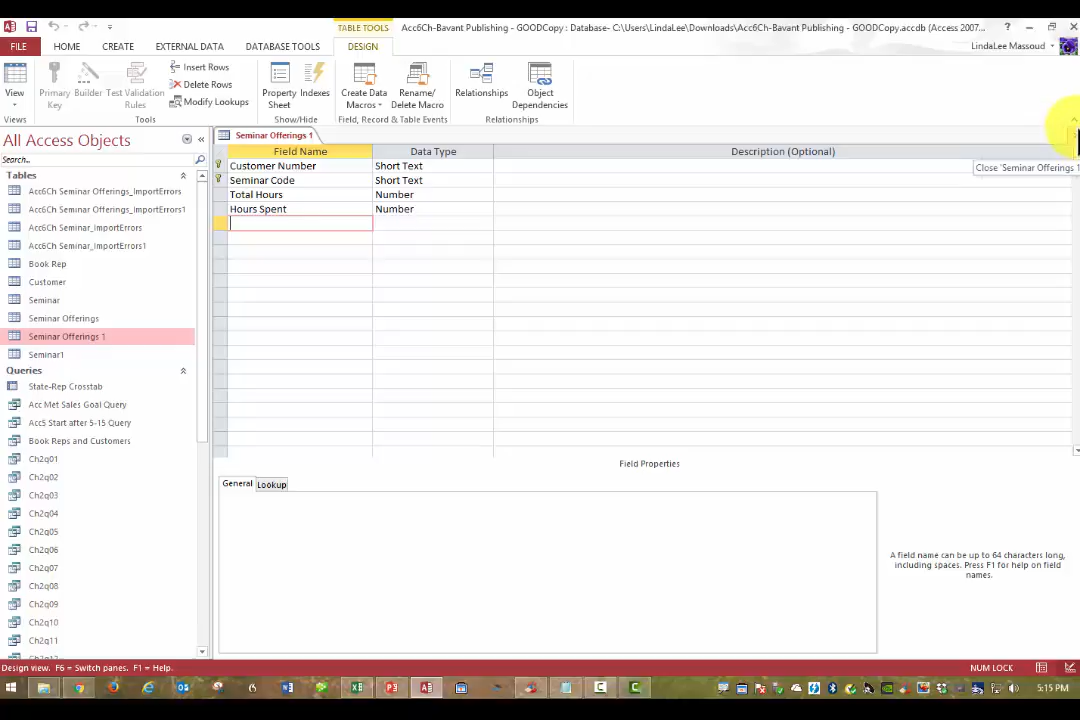 TABLE TOOLS
Acc6Ch-Bavant Publishing - GOODCopy: Database- C:\Users\LindaLee\Downloads\Acc6Ch-Bavant Publishing - GOODCopy.accdb (Access 2007...
?
FILE HOME CREATE EXTERNAL DATA DATABASE TOOLS DESIGN LindaLee Massoud
View
Primary Key
Builder
Test Validation Rules
Insert Rows
Delete Rows
Modify Lookups
Property Sheet
Indexes
Create Data Macros
Rename/ Delete Macro
Relationships
Object Dependencies
Views Tools Show/Hide Field, Record & Table Events Relationships
All Access Objects
Search...
Tables
Acc6Ch Seminar Offerings_ImportErrors
Acc6Ch Seminar Offerings_ImportErrors1
Acc6Ch Seminar_ImportErrors
Acc6Ch Seminar_ImportErrors1
Book Rep
Customer
Seminar
Seminar Offerings
Seminar Offerings 1
Seminar1
Queries
State-Rep Crosstab
Acc Met Sales Goal Query
Acc5 Start after 5-15 Query
Book Reps and Customers
Ch2q01
Ch2q02
Ch2q03
Ch2q04
Ch2q05
Ch2q06
Ch2q07
Ch2q08
Ch2q09
Ch2q10
Ch2q11
Seminar Offerings 1
Field Name Data Type Description (Optional)
Customer Number Short Text
Seminar Code Short Text
Total Hours Number
Hours Spent Number
Close 'Seminar Offerings 1
Field Properties
General Lookup
A field name can be up to 64 characters long,
including spaces. Press F1 for help on field
names.
Design view. F6 = Switch panes. F1 = Help.
NUM LOCK
5:15 PM